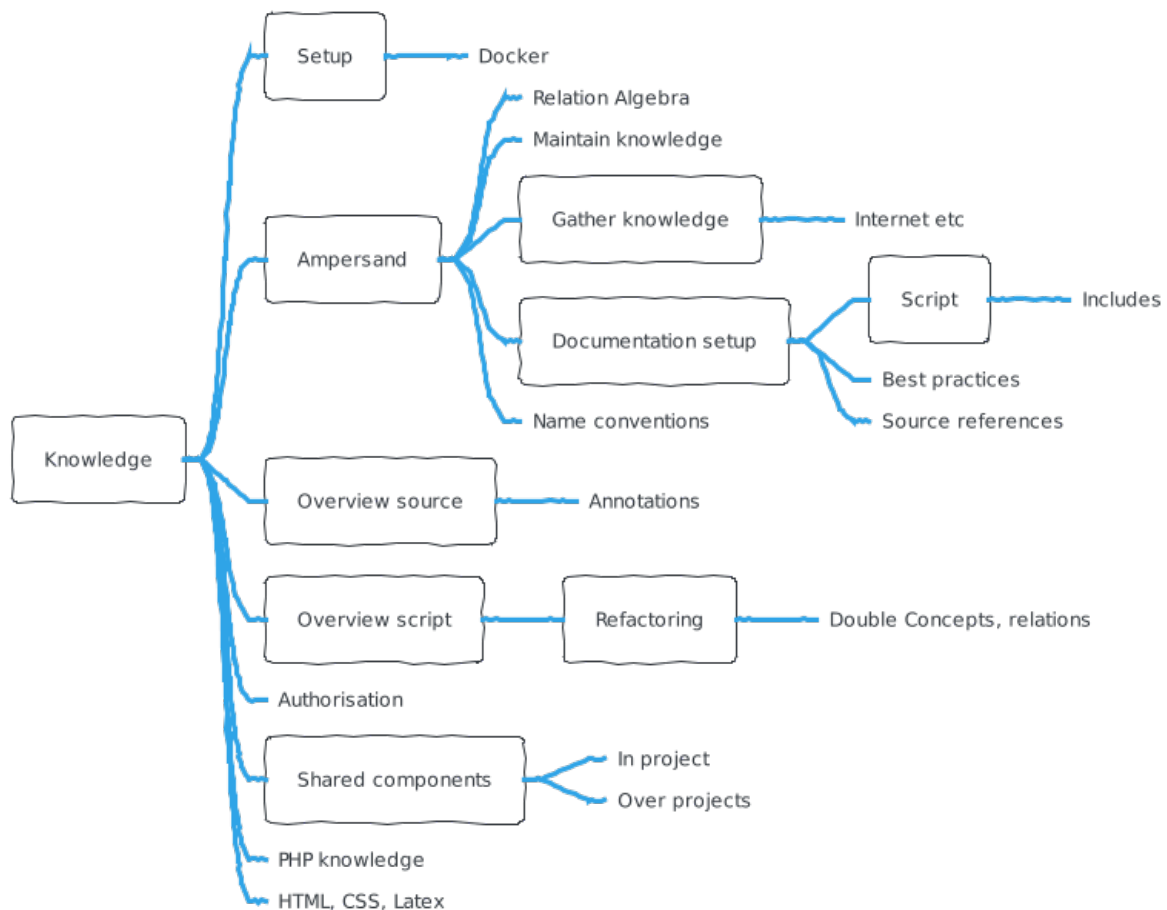 Setup
Docker
Relation Algebra
Maintain knowledge
Gather knowledge
Internet etc
Ampersand
Script
Includes
Documentation setup
Best practices
Source references
Name conventions
Knowledge
Overview source
Annotations
Overview script
Refactoring
Double Concepts, relations
Authorisation
Shared components
In project
Over projects
PHP knowledge
HTML, CSS, Latex